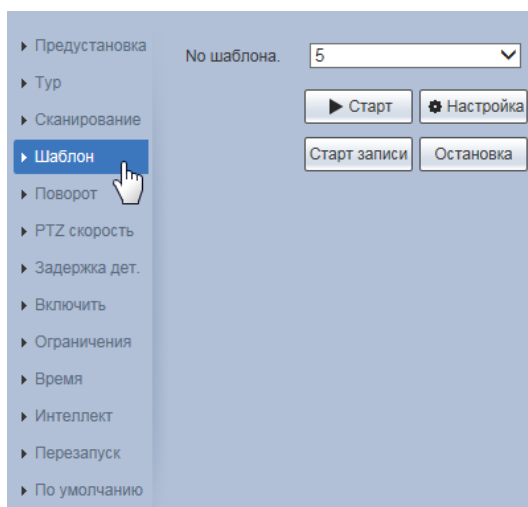 Предустановка
Тур
Сканирование
Шаблон
Поворот
PTZ скорость
Задержка дет.
Включить
Ограничения
Время
Интеллект
Перезапуск
По умолчанию
No шаблона. 5
Старт Настройка
Старт записи Остановка